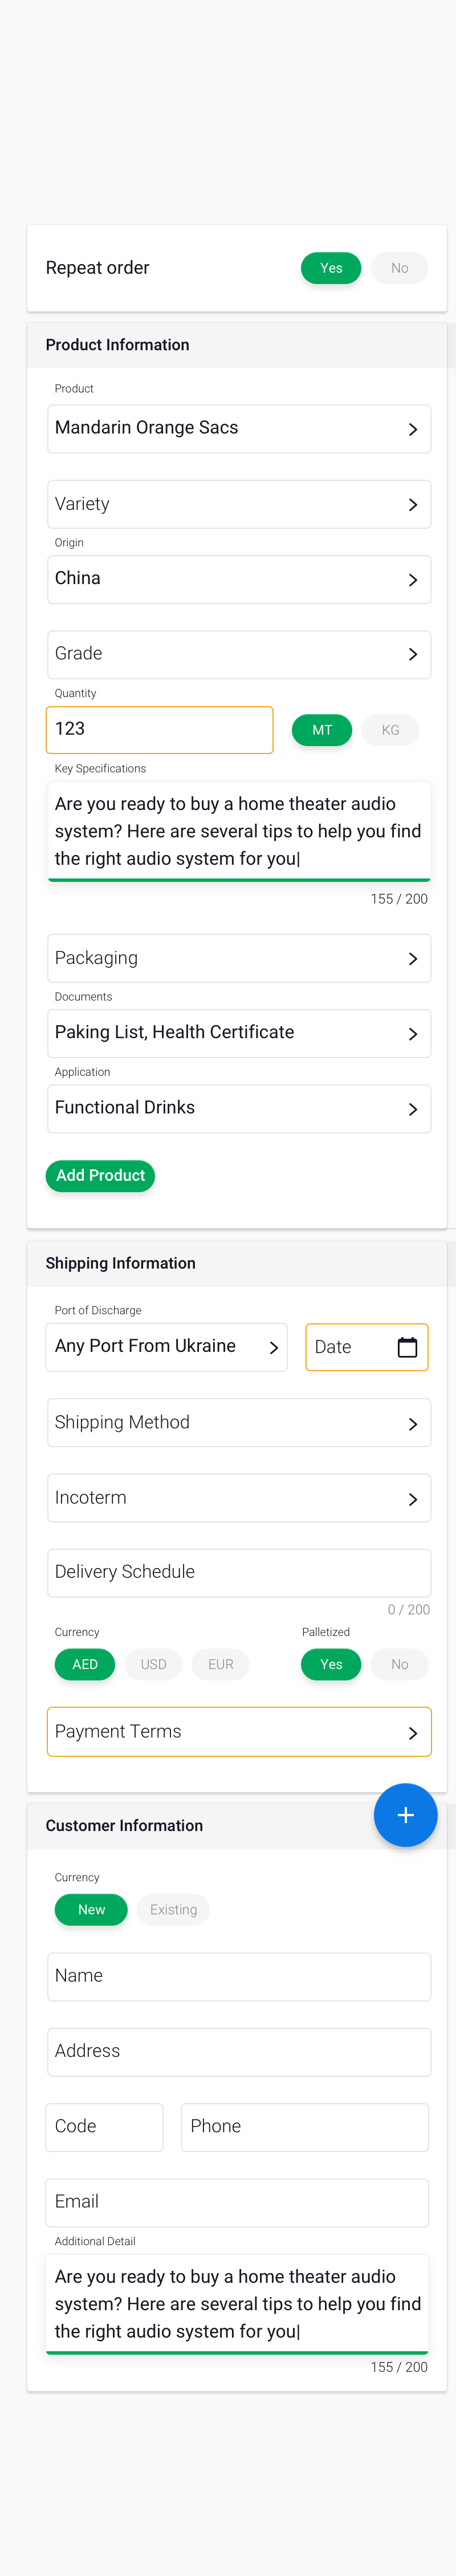 Repeat order
Yes
No
Product Information
Product
Mandarin Orange Sacs
Variety
Origin
China
Grade
Quantity
123
MT
KG
Key Specifications
Are you ready to buy a home theater audio
system? Here are several tips to help you find
the right audio system for you|
155 / 200
Packaging
Documents
Paking List, Health Certificate
Application
Functional Drinks
Add Product
Shipping Information
Port of Discharge
Any Port From Ukraine
Date
Shipping Method
Incoterm
Delivery Schedule
0 / 200
Currency
Palletized
AED
USD
EUR
Yes
No
Payment Terms
Customer Information
Currency
New
Existing
Name
Address
Code
Phone
Email
Additional Detail
Are you ready to buy a home theater audio
system? Here are several tips to help you find
the right audio system for you|
155 / 200